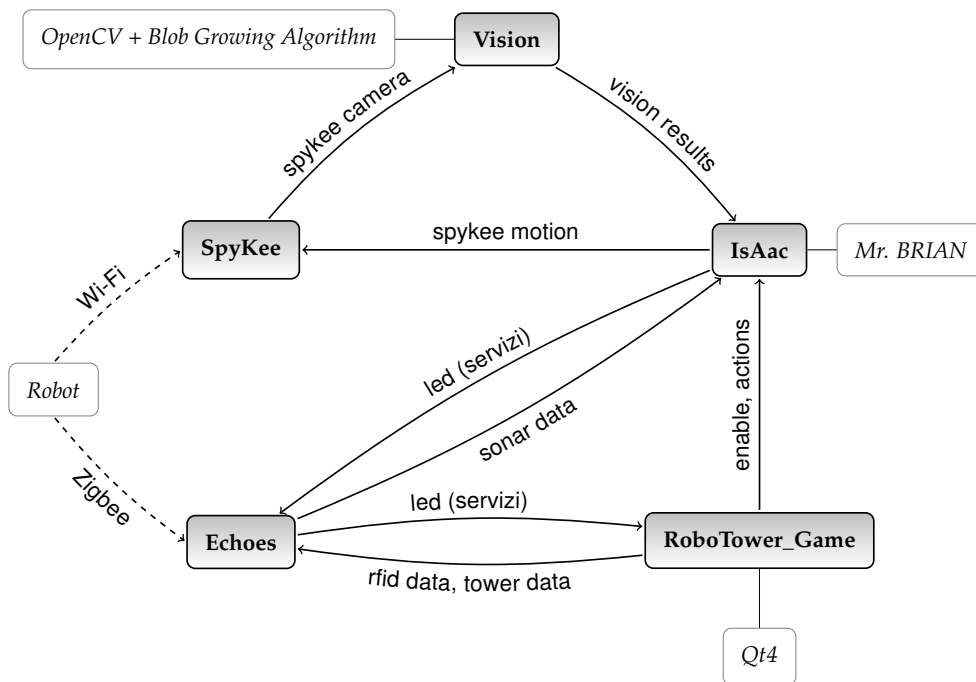 OpenCV + Blob Growing Algorithm
Vision
spykee camera
vision results
SpyKee
spykee motion
IsAac
Mr. BRIAN
Wi-Fi
led (servizi)
enable, actions
Robot
sonar data
Zigbee
led (servizi)
Echoes
RoboTower_Game
rfid data, tower data
Qt4